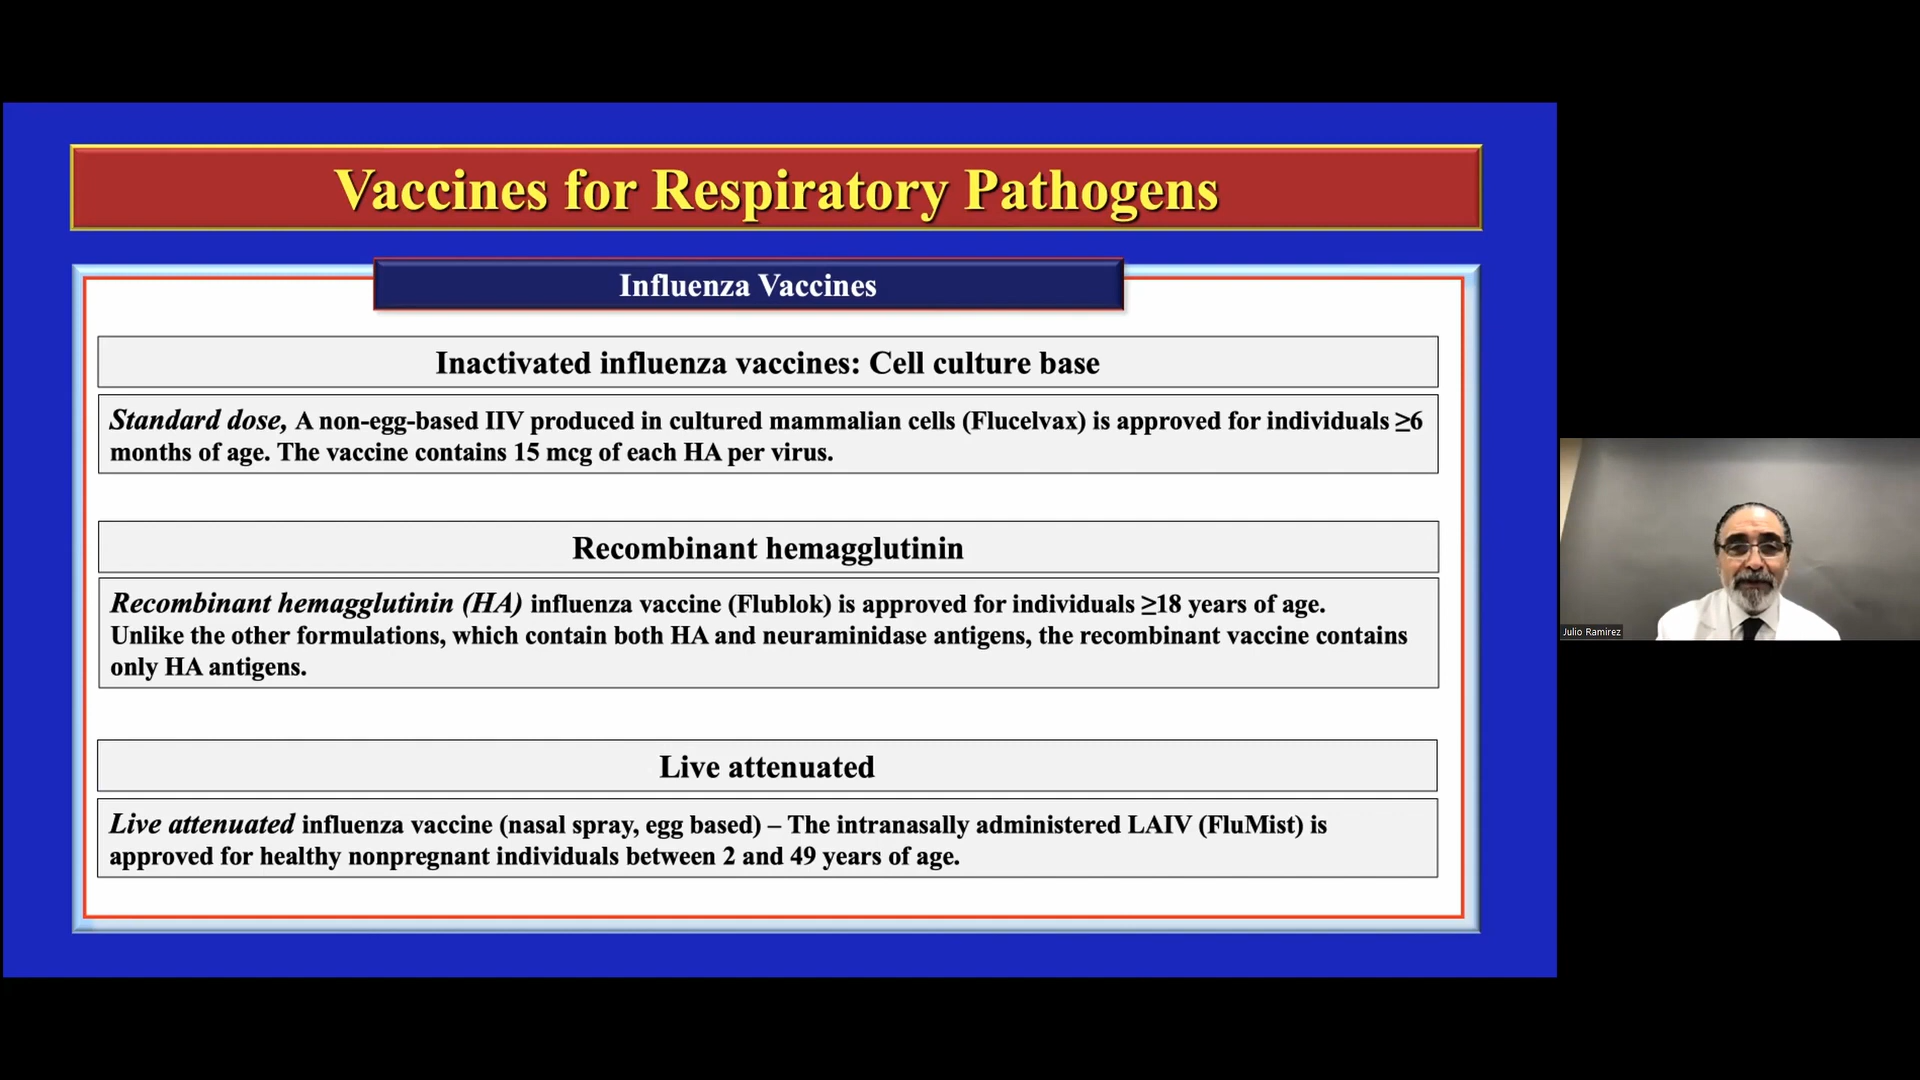 Vaccines for Respiratory Pathogens
Influenza Vaccines
Inactivated influenza vaccines: Cell culture base
Standard dose, A non-egg-based IIV produced in cultured mammalian cells (Flucelvax) is approved for individuals ≥6
months of age. The vaccine contains 15 mcg of each HA per virus.
Recombinant hemagglutinin
Recombinant hemagglutinin (HA) influenza vaccine (Flublok) is approved for individuals ≥18 years of age.
Unlike the other formulations, which contain both HA and neuraminidase antigens, the recombinant vaccine contains
only HA antigens.
Live attenuated
Live attenuated influenza vaccine (nasal spray, egg based) – The intranasally administered LAIV (FluMist) is
approved for healthy nonpregnant individuals between 2 and 49 years of age.
Julio Ramirez